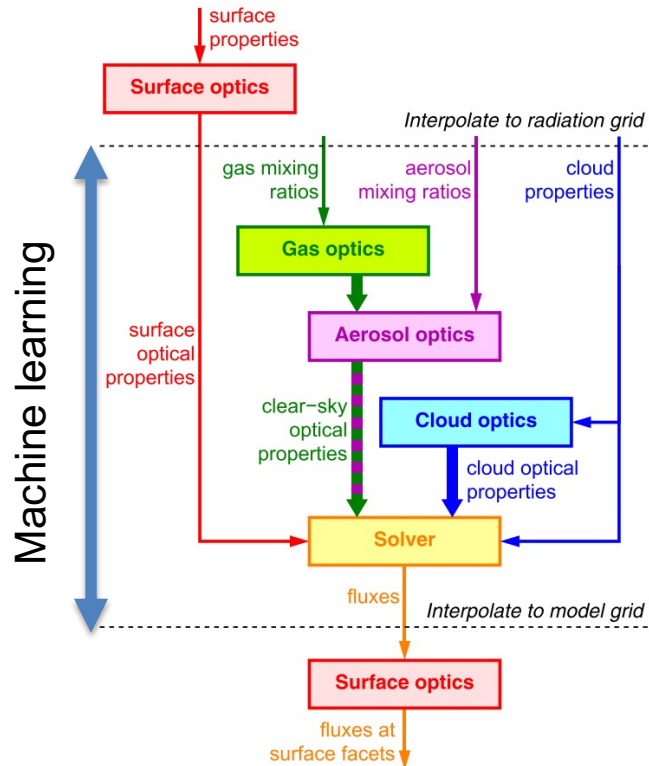 surface
properties
Surface optics
Interpolate to radiation grid
gas mixing
ratios
aerosol
mixing ratios
cloud
properties
Gas optics
Machine learning
surface
optical
properties
Aerosol optics
clear-sky
optical
properties
Cloud optics
cloud optical
properties
Solver
fluxes
Interpolate to model grid
Surface optics
fluxes at
surface facets